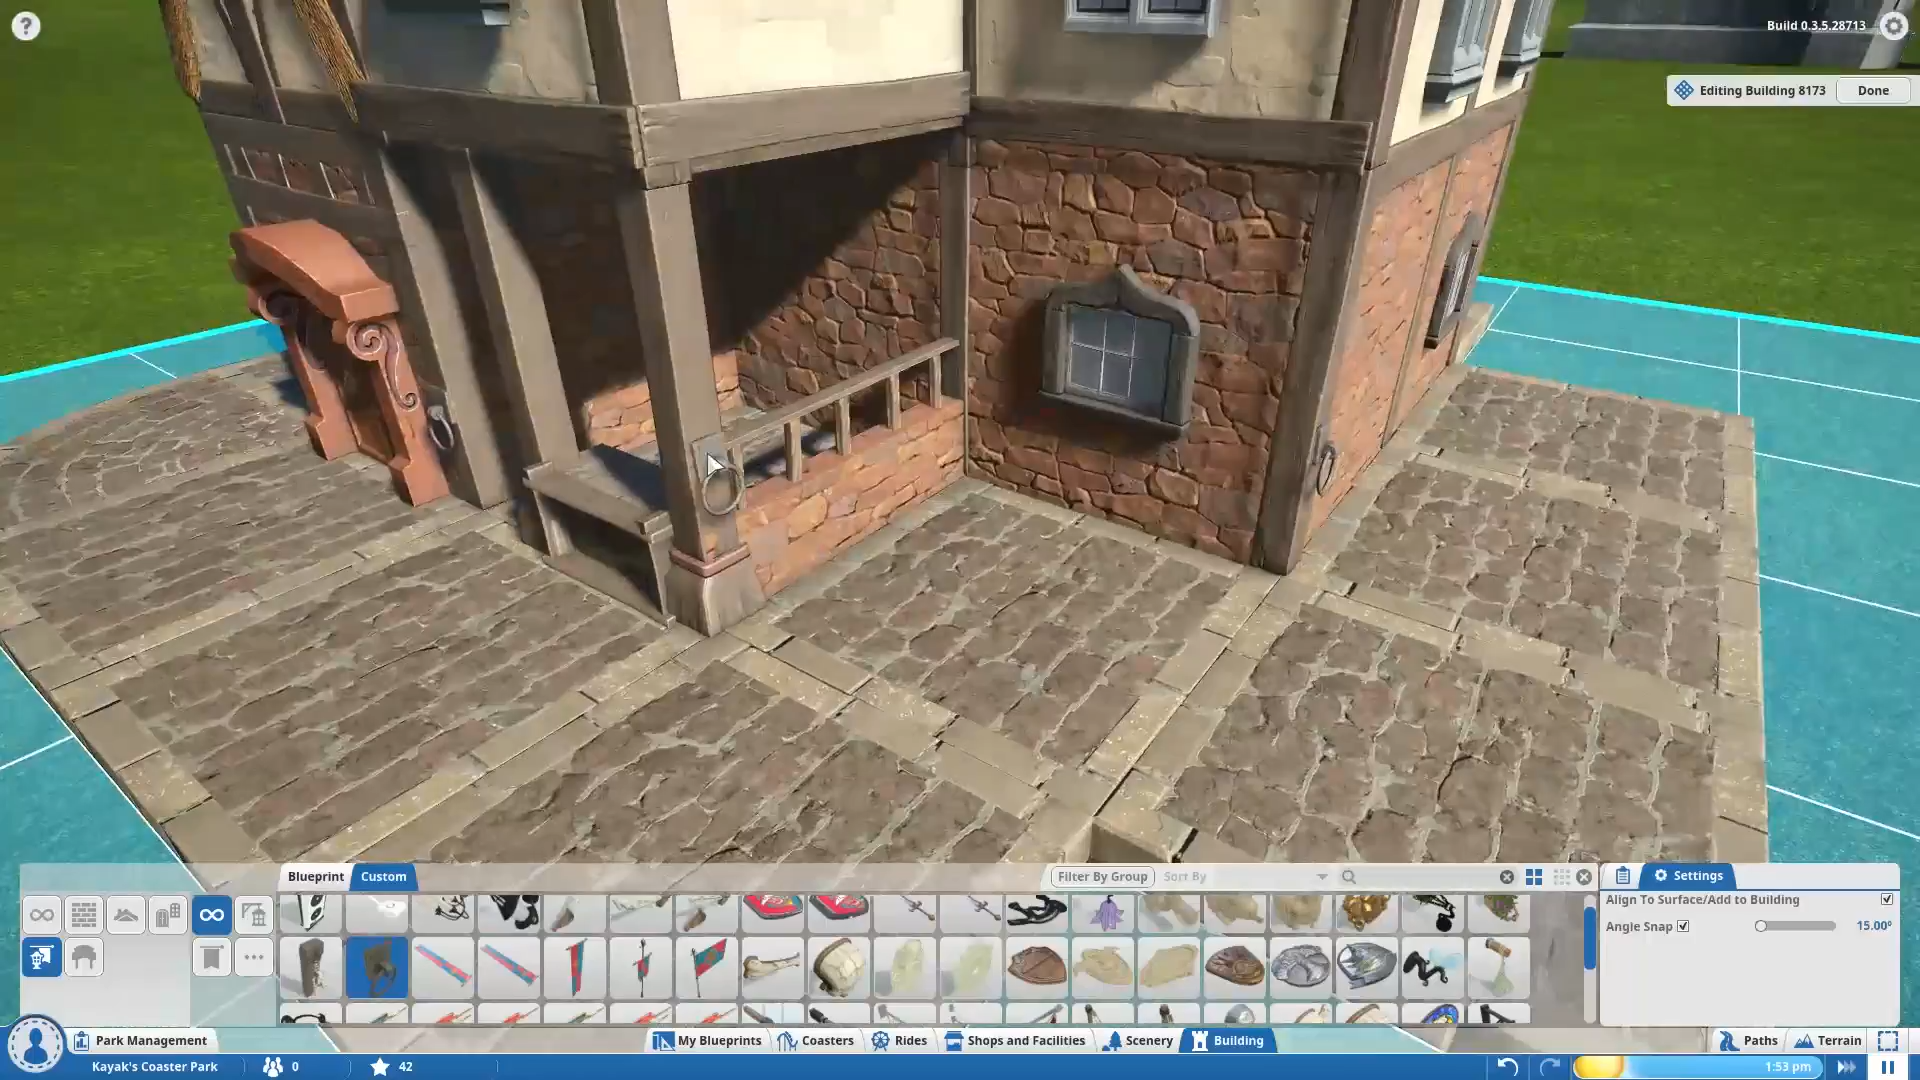 ?
Build 0.3.5.28713
Editing Building 8173 Done
Blueprint Custom Filter By Group Sort By Settings
Align To Surface/Add to Building
Angle Snap 15.00°
Park Management My Blueprints Coasters Rides Shops and Facilities Scenery Building Paths Terrain
Kayak's Coaster Park 0 42 1:53 pm